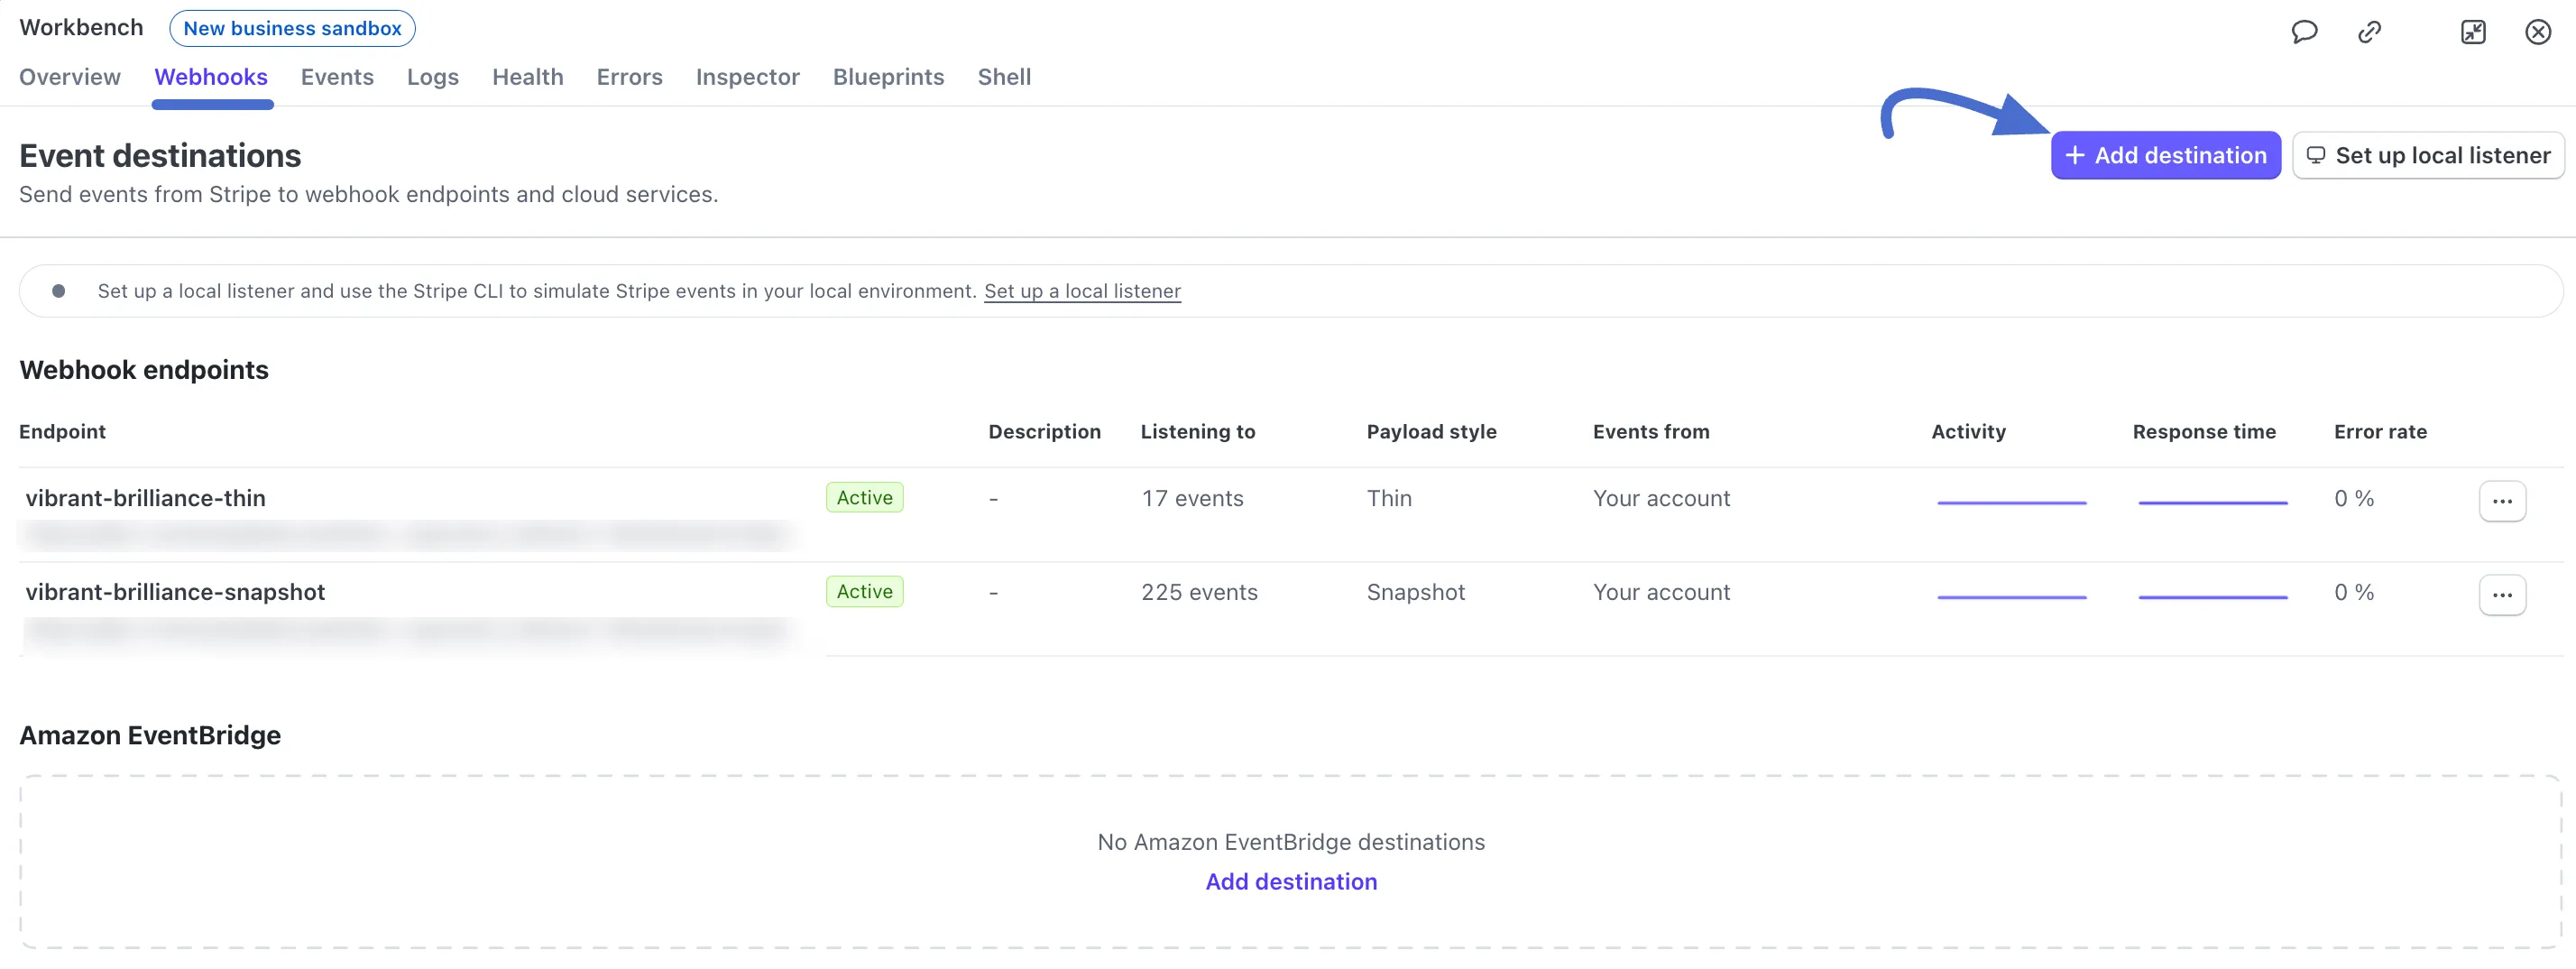 Workbench New business sandbox
Overview Webhooks Events Logs Health Errors Inspector Blueprints Shell
Event destinations
+ Add destination Set up local listener
Send events from Stripe to webhook endpoints and cloud services.
Set up a local listener and use the Stripe CLI to simulate Stripe events in your local environment. Set up a local listener
Webhook endpoints
Endpoint Description Listening to Payload style Events from Activity Response time Error rate
vibrant-brilliance-thin Active - 17 events Thin Your account 0 % ...
vibrant-brilliance-snapshot Active - 225 events Snapshot Your account 0 % ...
Amazon EventBridge
No Amazon EventBridge destinations
Add destination